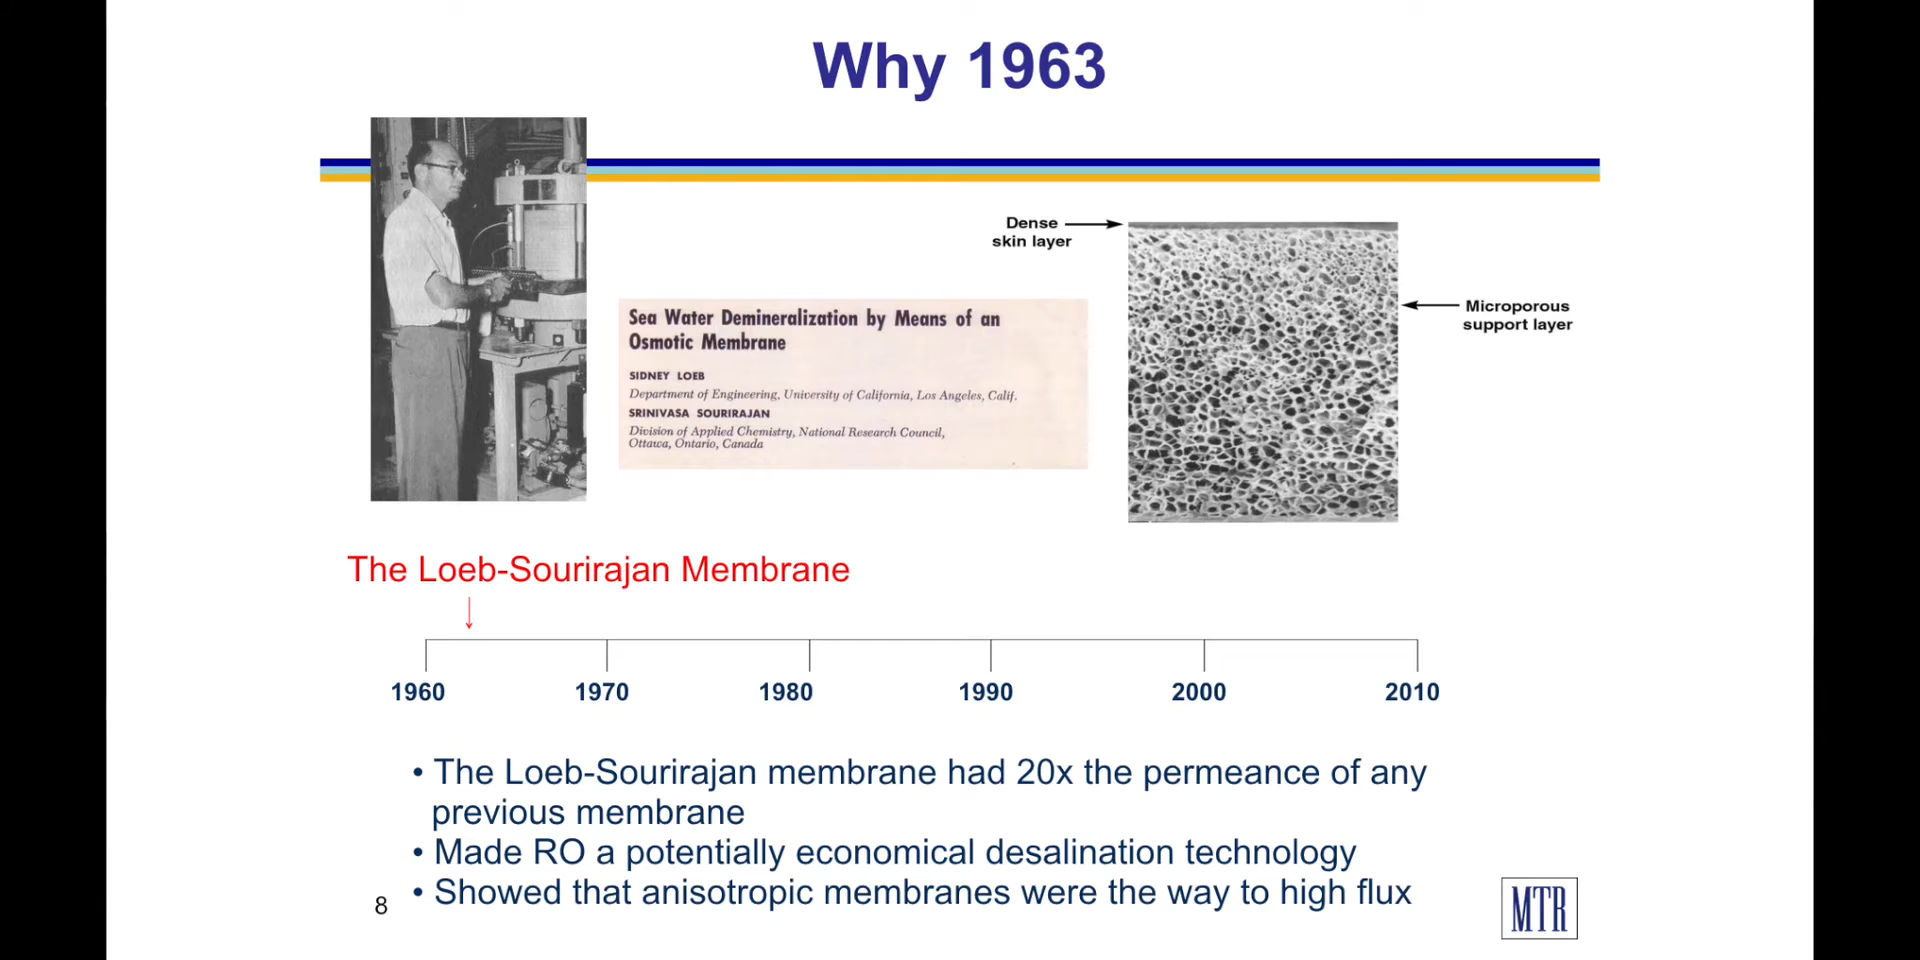 Why 1963
Dense
skin layer
Microporous
support layer
Sea Water Demineralization by Means of an
Osmotic Membrane
SIDNEY LOEB
Department of Engineering, University of California, Los Angeles, Calif.
SRINIVASA SOURIRAJAN
Division of Applied Chemistry, National Research Council,
Ottawa, Ontario, Canada
The Loeb-Sourirajan Membrane
1960 1970 1980 1990 2000 2010
• The Loeb-Sourirajan membrane had 20x the permeance of any
previous membrane
• Made RO a potentially economical desalination technology
• Showed that anisotropic membranes were the way to high flux
8
MTR